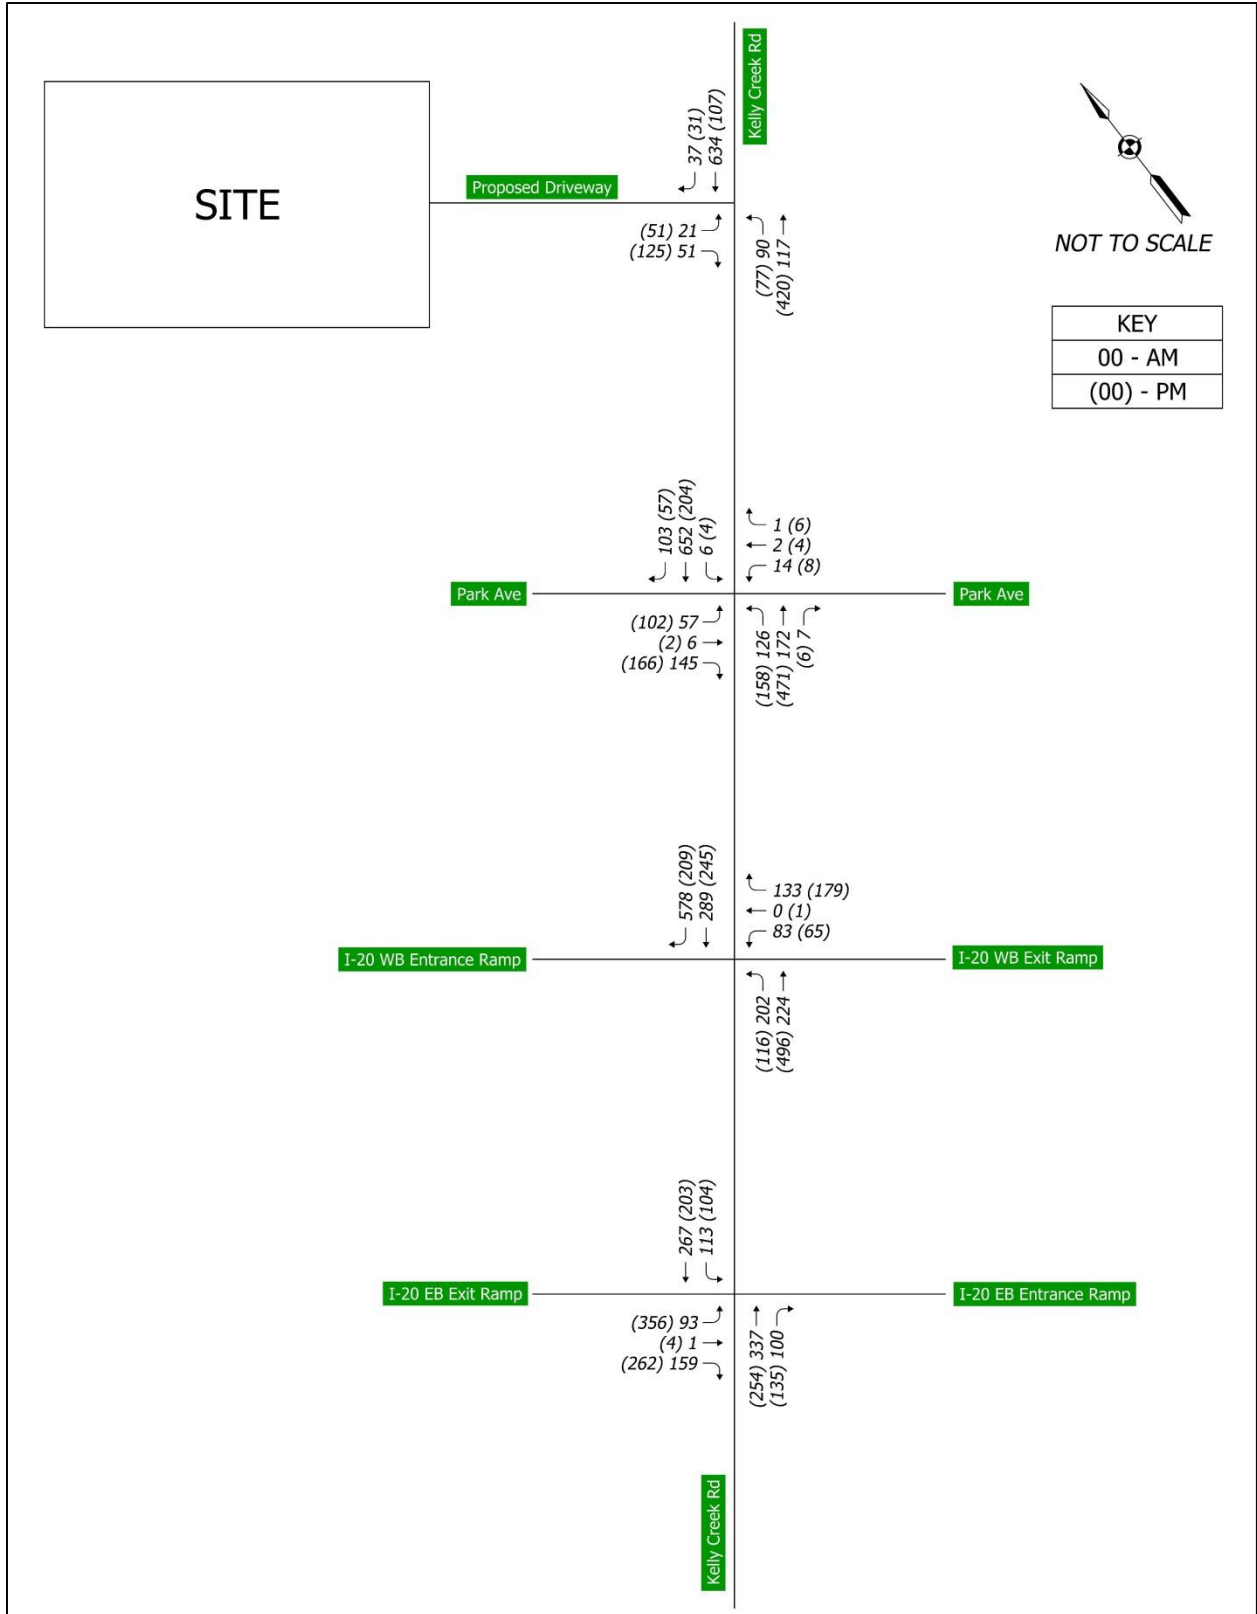 Kelly Creek Rd
SITE
Proposed Driveway
37 (31)
634 (107)
(51) 21
(125) 51
(77) 90
(420) 117
NOT TO SCALE
KEY
00 - AM
(00) - PM
103 (57)
652 (204)
6 (4)
1 (6)
2 (4)
14 (8)
Park Ave
Park Ave
(102) 57
(2) 6
(166) 145
(158) 126
(471) 172
(6) 7
578 (209)
289 (245)
133 (179)
0 (1)
83 (65)
I-20 WB Entrance Ramp
I-20 WB Exit Ramp
(116) 202
(496) 224
267 (203)
113 (104)
I-20 EB Exit Ramp
I-20 EB Entrance Ramp
(356) 93
(4) 1
(262) 159
(254) 337
(135) 100
Kelly Creek Rd